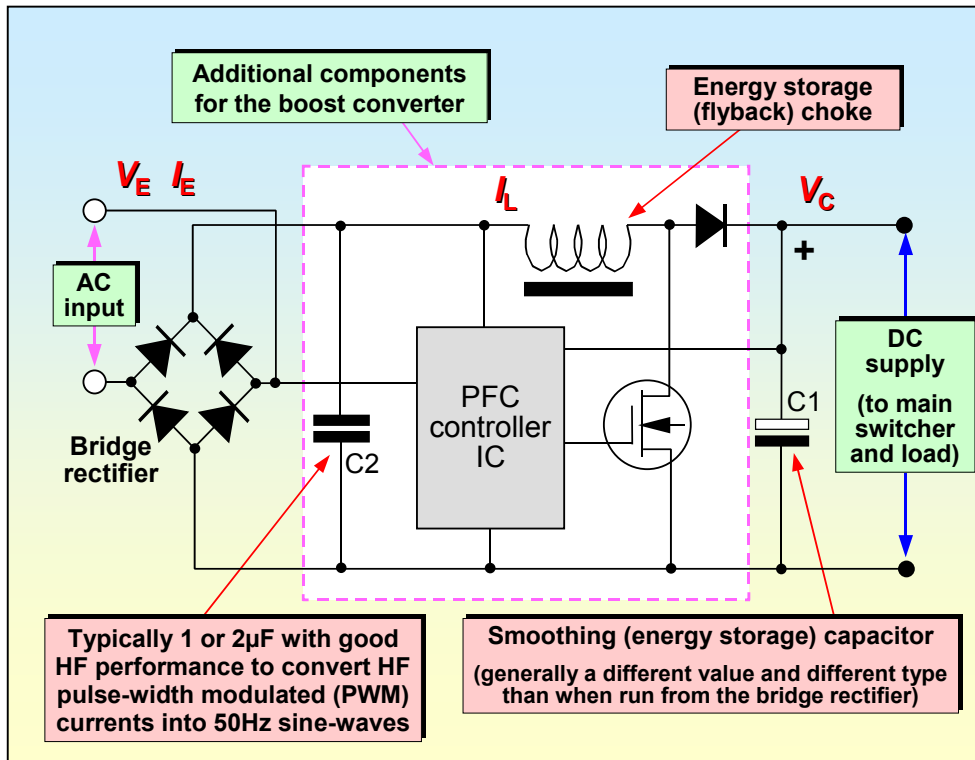 Additional components
for the boost converter
Energy storage
(flyback) choke
VE IE
IL
VC
+
AC
input
Bridge
rectifier
C2
PFC
controller
IC
C1
DC
supply
(to main
switcher
and load)
Typically 1 or 2µF with good
HF performance to convert HF
pulse-width modulated (PWM)
currents into 50Hz sine-waves
Smoothing (energy storage) capacitor
(generally a different value and different type
than when run from the bridge rectifier)